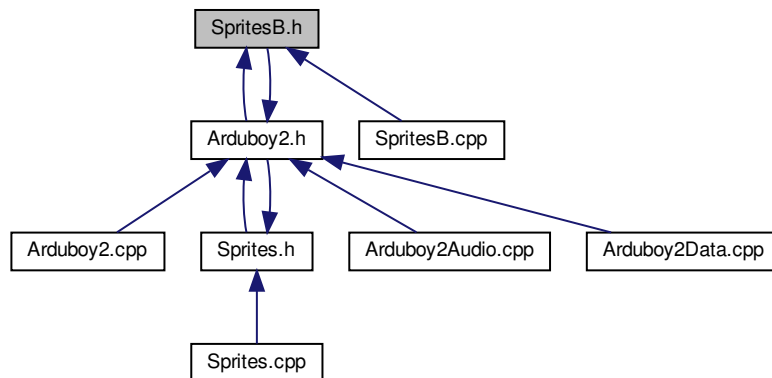 SpritesB.h
Arduboy2.h
SpritesB.cpp
Arduboy2.cpp
Sprites.h
Arduboy2Audio.cpp
Arduboy2Data.cpp
Sprites.cpp